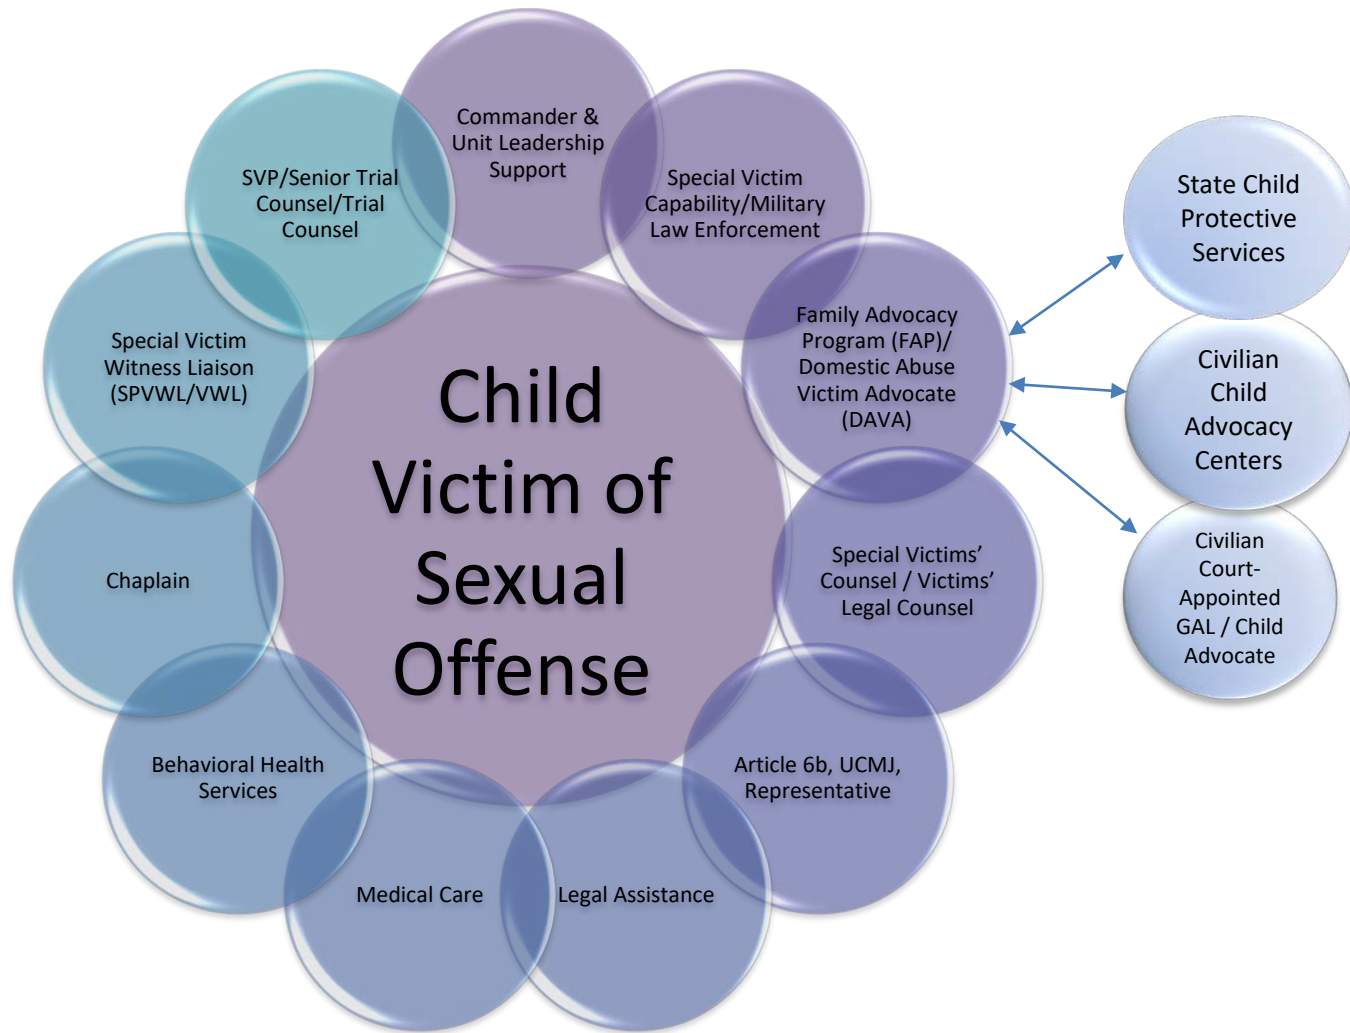 Commander &
Unit Leadership
Support
Special Victim
Capability/Military
Law Enforcement
Family Advocacy
Program (FAP)/
Domestic Abuse
Victim Advocate
(DAVA)
Special Victims’
Counsel / Victims’
Legal Counsel
Article 6b, UCMJ,
Representative
Legal Assistance
Medical Care
Behavioral Health
Services
Chaplain
Special Victim
Witness Liaison
(SPVWL/VWL)
SVP/Senior Trial
Counsel/Trial
Counsel
Child
Victim of
Sexual
Offense
State Child
Protective
Services
Civilian
Child
Advocacy
Centers
Civilian
Court-
Appointed
GAL / Child
Advocate